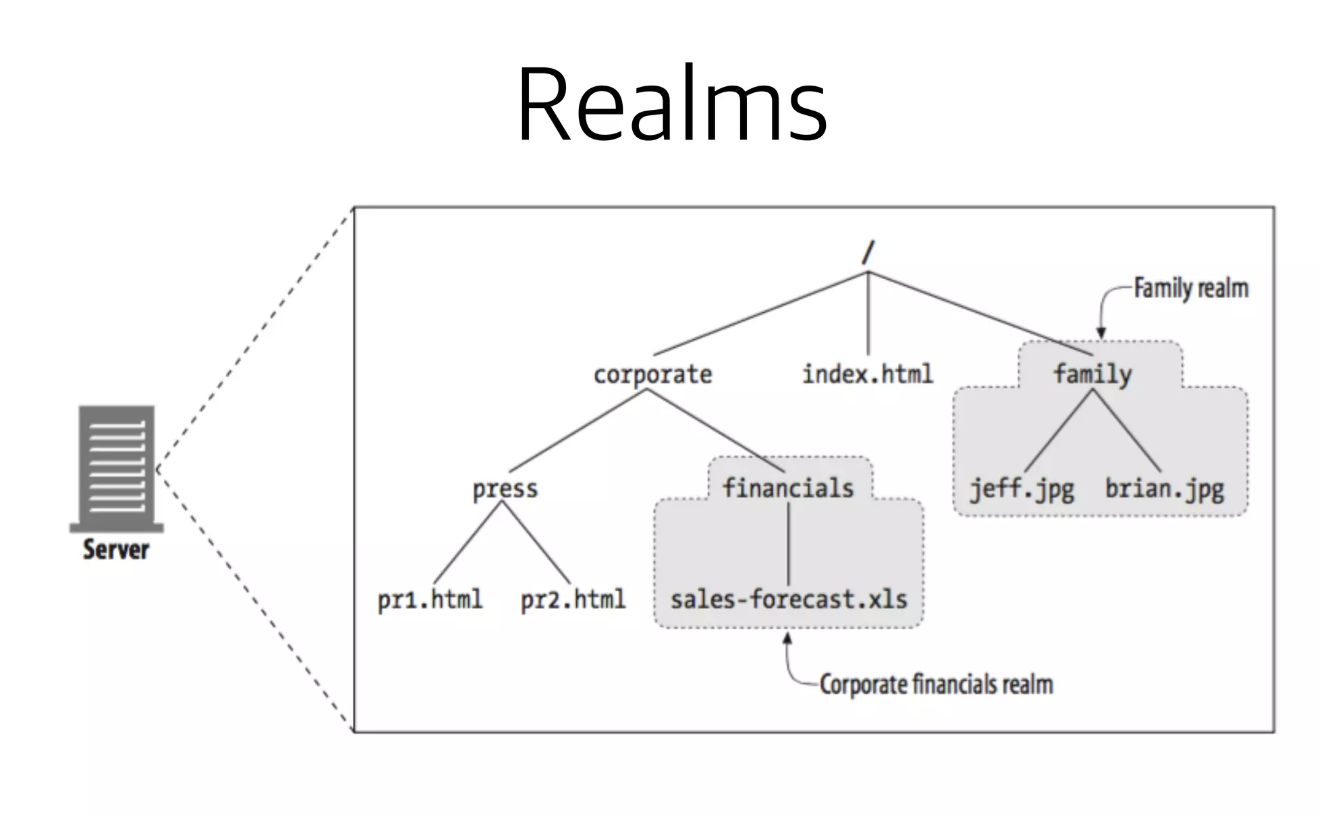 Realms
/
Family realm
corporate
index.html
family
press
financials
jeff.jpg
brian.jpg
Server
pr1.html
pr2.html
sales-forecast.xls
Corporate financials realm